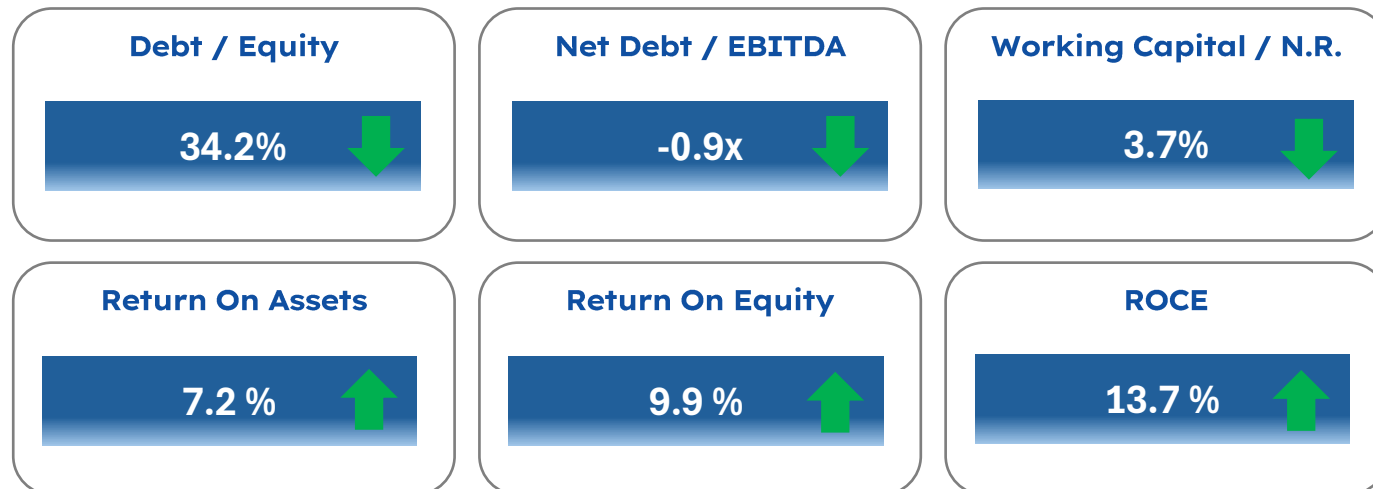 Debt / Equity
34.2%
Net Debt / EBITDA
-0.9x
Working Capital / N.R.
3.7%
Return On Assets
7.2 %
Return On Equity
9.9 %
ROCE
13.7 %